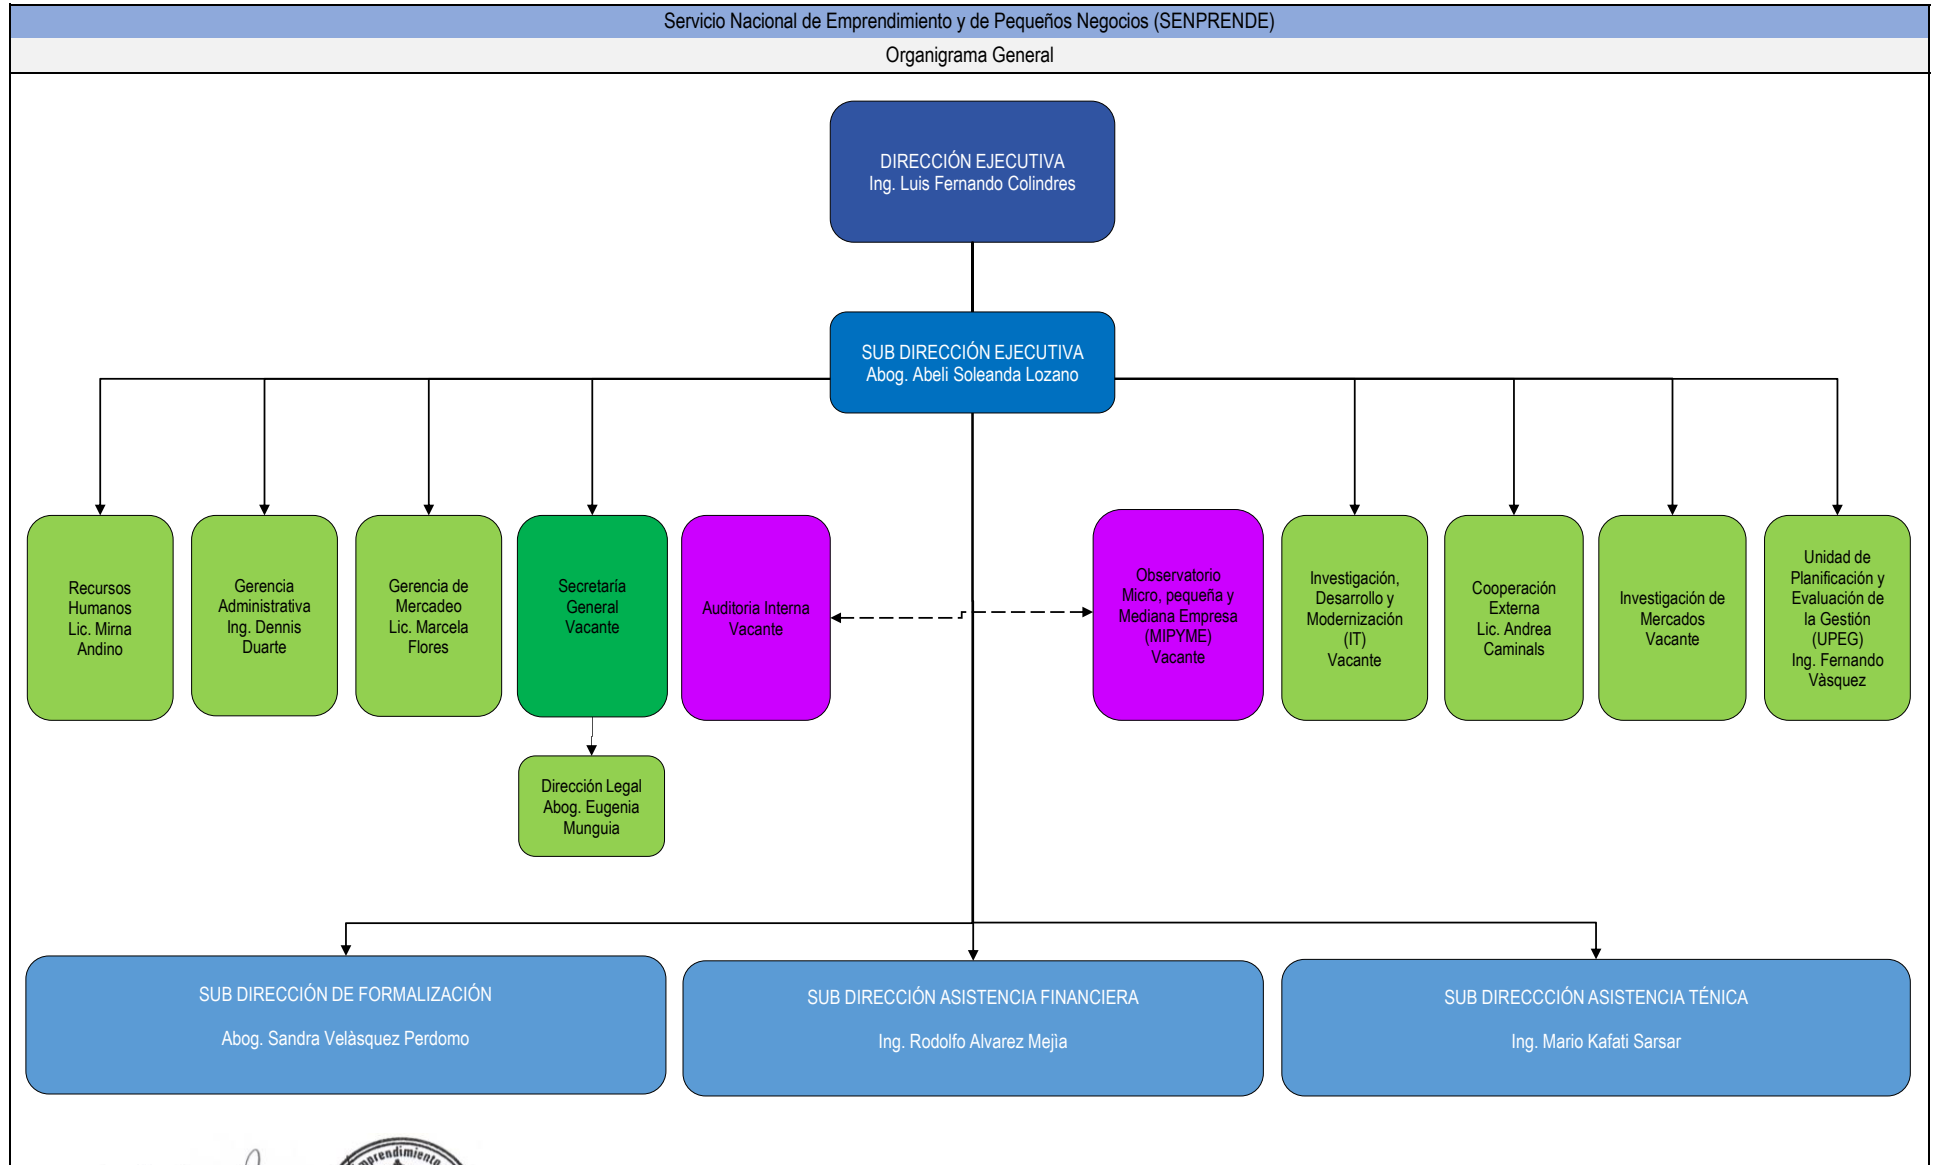 Servicio Nacional de Emprendimiento y de Pequeños Negocios (SENPRENDE)
Organigrama General
DIRECCIÓN EJECUTIVA
Ing. Luis Fernando Colindres
SUB DIRECCIÓN EJECUTIVA
Abog. Abeli Soleanda Lozano
Recursos
Humanos
Lic. Mirna
Andino
Gerencia
Administrativa
Ing. Dennis
Duarte
Gerencia de
Mercadeo
Lic. Marcela
Flores
Secretaría
General
Vacante
Auditoria Interna
Vacante
Observatorio
Micro, pequeña y
Mediana Empresa
(MIPYME)
Vacante
Investigación,
Desarrollo y
Modernización
(IT)
Vacante
Cooperación
Externa
Lic. Andrea
Caminals
Investigación de
Mercados
Vacante
Unidad de
Planificación y
Evaluación de
la Gestión
(UPEG)
Ing. Fernando
Vàsquez
Dirección Legal
Abog. Eugenia
Munguia
SUB DIRECCIÓN DE FORMALIZACIÓN
Abog. Sandra Velàsquez Perdomo
SUB DIRECCIÓN ASISTENCIA FINANCIERA
Ing. Rodolfo Alvarez Mejìa
SUB DIRECCCIÓN ASISTENCIA TÉNICA
Ing. Mario Kafati Sarsar